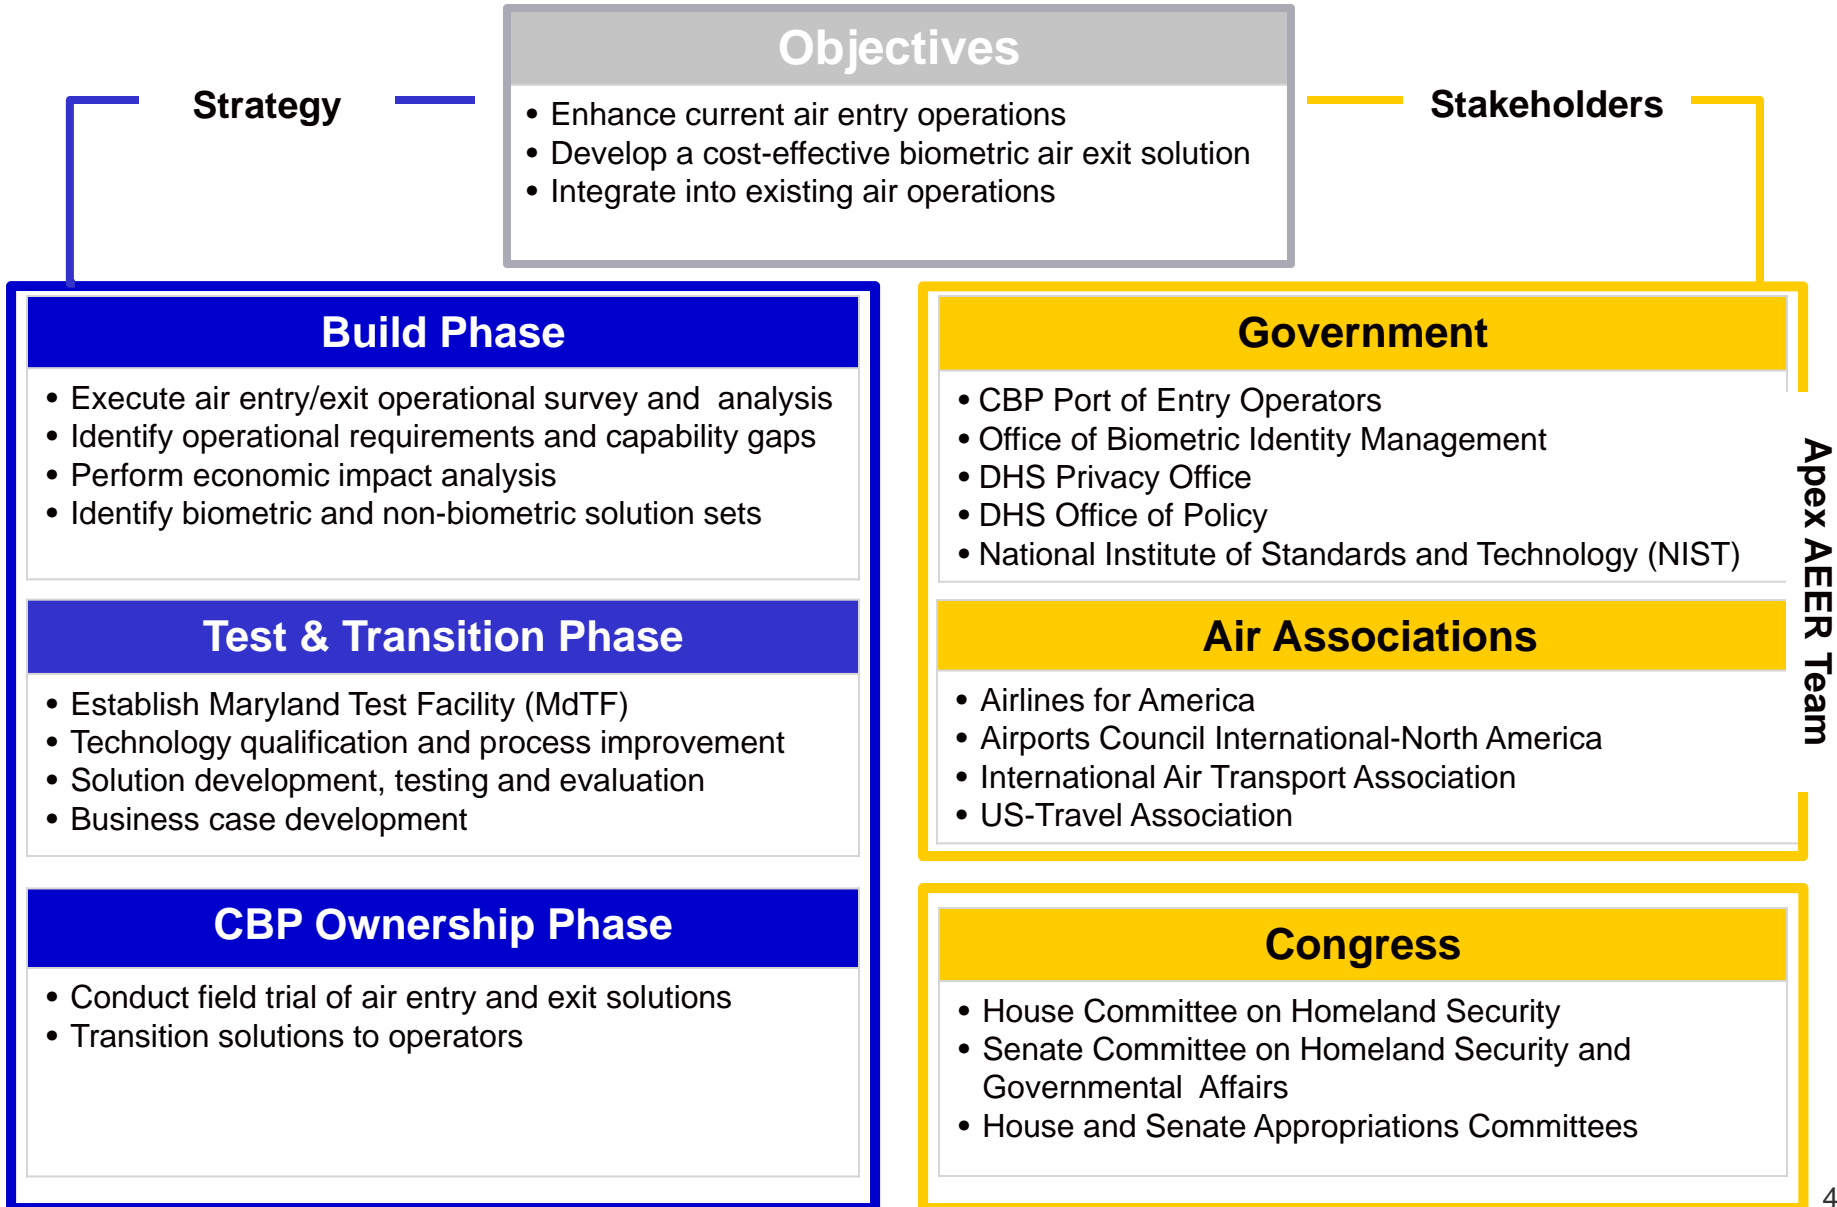 Objectives
• Enhance current air entry operations
• Develop a cost-effective biometric air exit solution
• Integrate into existing air operations
Strategy
Stakeholders
Build Phase
• Execute air entry/exit operational survey and  analysis
• Identify operational requirements and capability gaps
• Perform economic impact analysis
• Identify biometric and non-biometric solution sets
Test & Transition Phase
• Establish Maryland Test Facility (MdTF)
• Technology qualification and process improvement
• Solution development, testing and evaluation
• Business case development
CBP Ownership Phase
• Conduct field trial of air entry and exit solutions
• Transition solutions to operators
Government
• CBP Port of Entry Operators
• Office of Biometric Identity Management
• DHS Privacy Office
• DHS Office of Policy
• National Institute of Standards and Technology (NIST)
Air Associations
• Airlines for America
• Airports Council International-North America
• International Air Transport Association
• US-Travel Association
Apex AEER Team
Congress
• House Committee on Homeland Security
• Senate Committee on Homeland Security and
Governmental  Affairs
• House and Senate Appropriations Committees
4